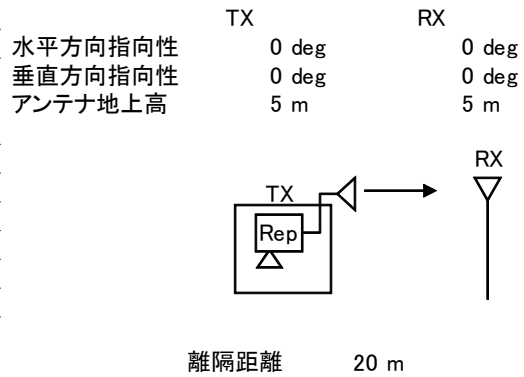 TX RX
水平方向指向性 0 deg 0 deg
垂直方向指向性 0 deg 0 deg
アンテナ地上高 5 m 5 m
RX
TX
Rep
離隔距離 20 m